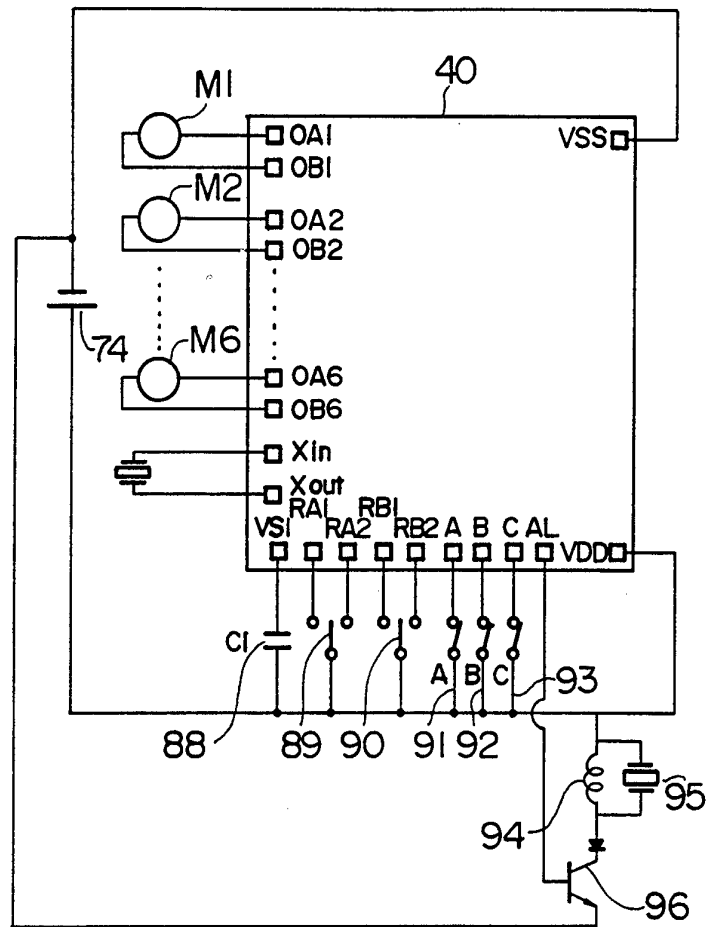 40
M1
OA1
VSS
OB1
M2
OA2
OB2
74
M6
OA6
OB6
Xin
Xout
RA1
RB1
VS1
RA2
RB2
A
B
C
AL
VDD
C1
A
B
C
93
88
89
90
91
92
94
95
96